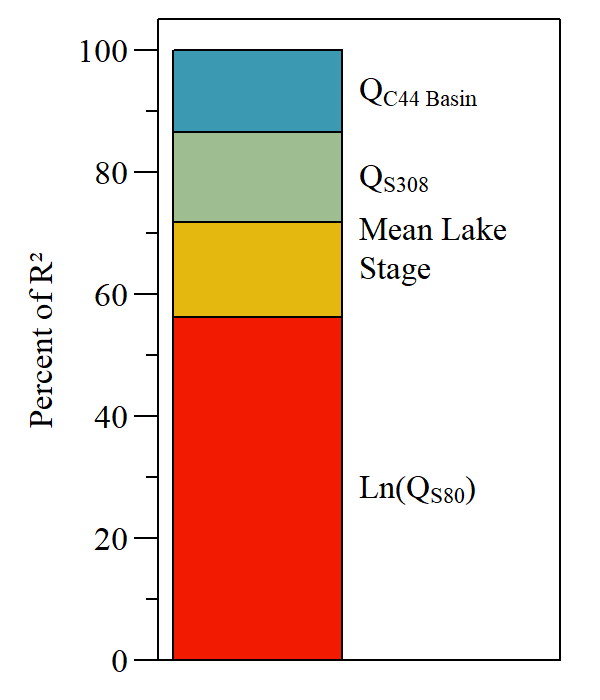 100
80
60
40
20
0
Percent of R²
Q_C44 Basin
Q_S308
Mean Lake
Stage
Ln(Q_S80)